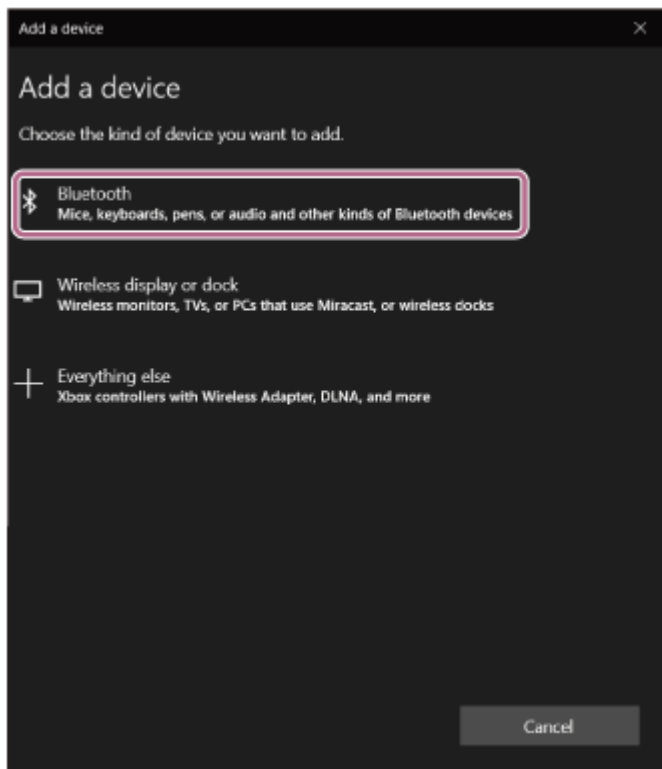 Add a device
Add a device
Choose the kind of device you want to add.
Bluetooth
Mice, keyboards, pens, or audio and other kinds of Bluetooth devices
Wireless display or dock
Wireless monitors, TVs, or PCs that use Miracast, or wireless docks
Everything else
Xbox controllers with Wireless Adapter, DLNA, and more
Cancel